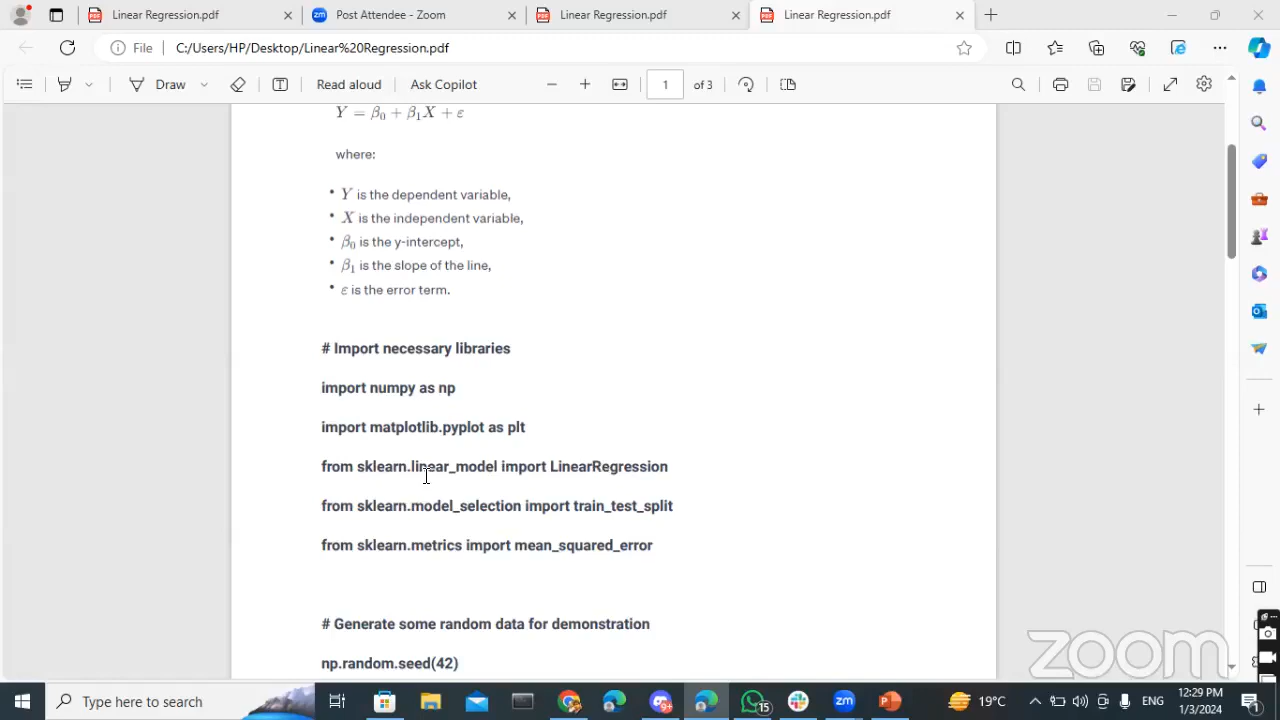 Linear Regression.pdf
Post Attendee - Zoom
Linear Regression.pdf
Linear Regression.pdf
File
C:/Users/HP/Desktop/Linear%20Regression.pdf
Draw
Read aloud
Ask Copilot
1
of 3
Y = β₀ + β₁X + ε
where:
• Y is the dependent variable,
• X is the independent variable,
• β₀ is the y-intercept,
• β₁ is the slope of the line,
• ε is the error term.
# Import necessary libraries
import numpy as np
import matplotlib.pyplot as plt
from sklearn.linear_model import LinearRegression
from sklearn.model_selection import train_test_split
from sklearn.metrics import mean_squared_error
# Generate some random data for demonstration
np.random.seed(42)
zoom
Type here to search
9+
15
zm
19°C
ENG
12:29 PM
1/3/2024
1